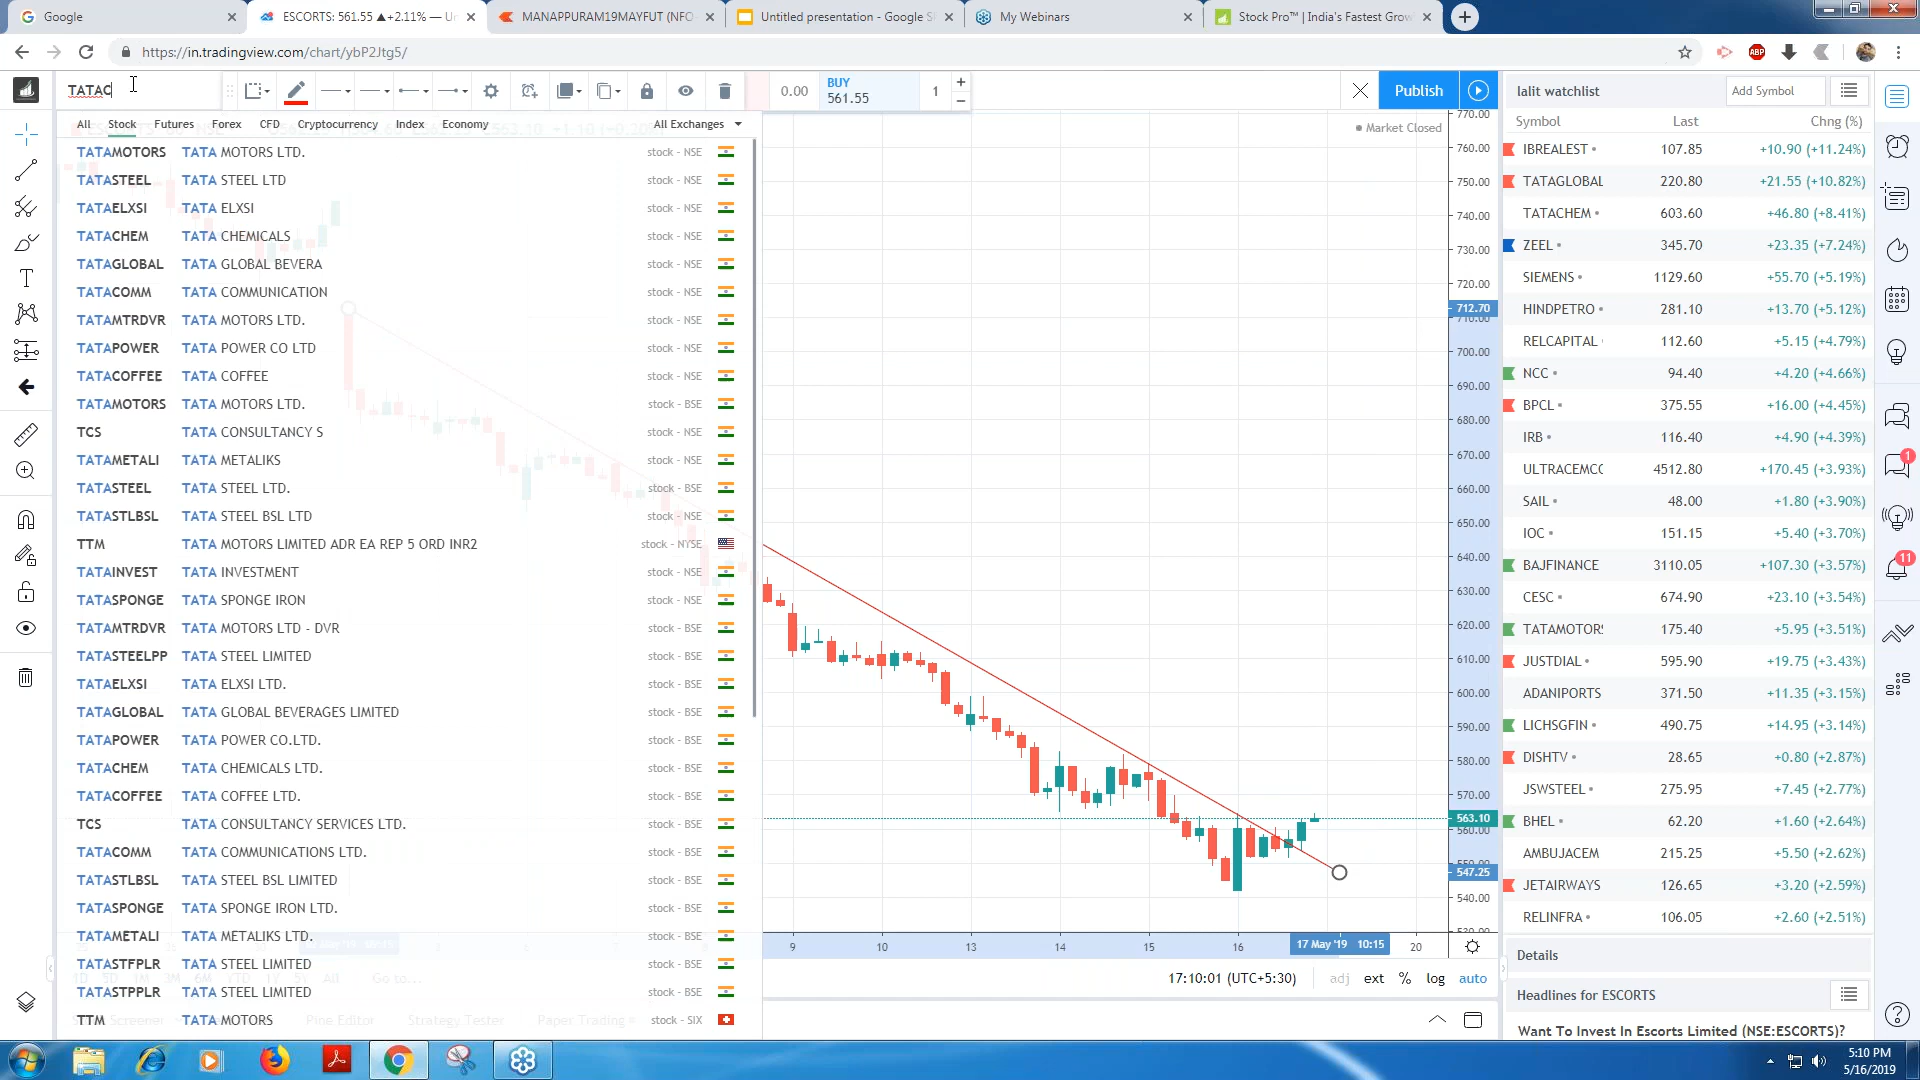 Google
ESCORTS: 561.55 ▲+2.11% — Un
MANAPPURAM19MAYFUT (NFO
Untitled presentation - Google Sl
My Webinars
Stock Pro™ | India's Fastest Grow
https://in.tradingview.com/chart/ybP2Jtg5/
ABP
TATAC
0.00
BUY
561.55
1
Publish
lalit watchlist
Add Symbol
All Stock Futures Forex CFD Cryptocurrency Index Economy All Exchanges
Market Closed
Symbol Last Chng (%)
TATAMOTORS TATA MOTORS LTD. stock - NSE
TATASTEEL TATA STEEL LTD stock - NSE
TATAELXSI TATA ELXSI stock - NSE
TATACHEM TATA CHEMICALS stock - NSE
TATAGLOBAL TATA GLOBAL BEVERA stock - NSE
TATACOMM TATA COMMUNICATION stock - NSE
TATAMTRDVR TATA MOTORS LTD. stock - NSE
TATAPOWER TATA POWER CO LTD stock - NSE
TATACOFFEE TATA COFFEE stock - NSE
TATAMOTORS TATA MOTORS LTD. stock - BSE
TCS TATA CONSULTANCY S stock - NSE
TATAMETALI TATA METALIKS stock - NSE
TATASTEEL TATA STEEL LTD. stock - BSE
TATASTLBSL TATA STEEL BSL LTD stock - NSE
TTM TATA MOTORS LIMITED ADR EA REP 5 ORD INR2 stock - NYSE
TATAINVEST TATA INVESTMENT stock - NSE
TATASPONGE TATA SPONGE IRON stock - NSE
TATAMTRDVR TATA MOTORS LTD - DVR stock - BSE
TATASTEELPP TATA STEEL LIMITED stock - BSE
TATAELXSI TATA ELXSI LTD. stock - BSE
TATAGLOBAL TATA GLOBAL BEVERAGES LIMITED stock - BSE
TATAPOWER TATA POWER CO.LTD. stock - BSE
TATACHEM TATA CHEMICALS LTD. stock - BSE
TATACOFFEE TATA COFFEE LTD. stock - BSE
TCS TATA CONSULTANCY SERVICES LTD. stock - BSE
TATACOMM TATA COMMUNICATIONS LTD. stock - BSE
TATASTLBSL TATA STEEL BSL LIMITED stock - BSE
TATASPONGE TATA SPONGE IRON LTD. stock - BSE
TATAMETALI TATA METALIKS LTD. stock - BSE
TATASTFPLR TATA STEEL LIMITED stock - BSE
TATASTPPLR TATA STEEL LIMITED stock - BSE
TTM TATA MOTORS stock - SIX
Go to...
Pine Editor Strategy Tester Paper Trading
770.00
760.00
750.00
740.00
730.00
720.00
712.70
710.00
700.00
690.00
680.00
670.00
660.00
650.00
640.00
630.00
620.00
610.00
600.00
590.00
580.00
570.00
563.10
560.00
550.00
547.25
540.00
530.00
9 10 13 14 15 16 17 May '19 10:15 20
17:10:01 (UTC+5:30) adj ext % log auto
IBREALEST 107.85 +10.90 (+11.24%)
TATAGLOBAL 220.80 +21.55 (+10.82%)
TATACHEM 603.60 +46.80 (+8.41%)
ZEEL 345.70 +23.35 (+7.24%)
SIEMENS 1129.60 +55.70 (+5.19%)
HINDPETRO 281.10 +13.70 (+5.12%)
RELCAPITAL 112.60 +5.15 (+4.79%)
NCC 94.40 +4.20 (+4.66%)
BPCL 375.55 +16.00 (+4.45%)
IRB 116.40 +4.90 (+4.39%)
ULTRACEMCO 4512.80 +170.45 (+3.93%)
SAIL 48.00 +1.80 (+3.90%)
IOC 151.15 +5.40 (+3.70%)
BAJFINANCE 3110.05 +107.30 (+3.57%)
CESC 674.90 +23.10 (+3.54%)
TATAMOTORS 175.40 +5.95 (+3.51%)
JUSTDIAL 595.90 +19.75 (+3.43%)
ADANIPORTS 371.50 +11.35 (+3.15%)
LICHSGFIN 490.75 +14.95 (+3.14%)
DISHTV 28.65 +0.80 (+2.87%)
JSWSTEEL 275.95 +7.45 (+2.77%)
BHEL 62.20 +1.60 (+2.64%)
AMBUJACEM 215.25 +5.50 (+2.62%)
JETAIRWAYS 126.65 +3.20 (+2.59%)
RELINFRA 106.05 +2.60 (+2.51%)
Details
Headlines for ESCORTS
Want To Invest In Escorts Limited (NSE:ESCORTS)?
1
11
5:10 PM
5/16/2019